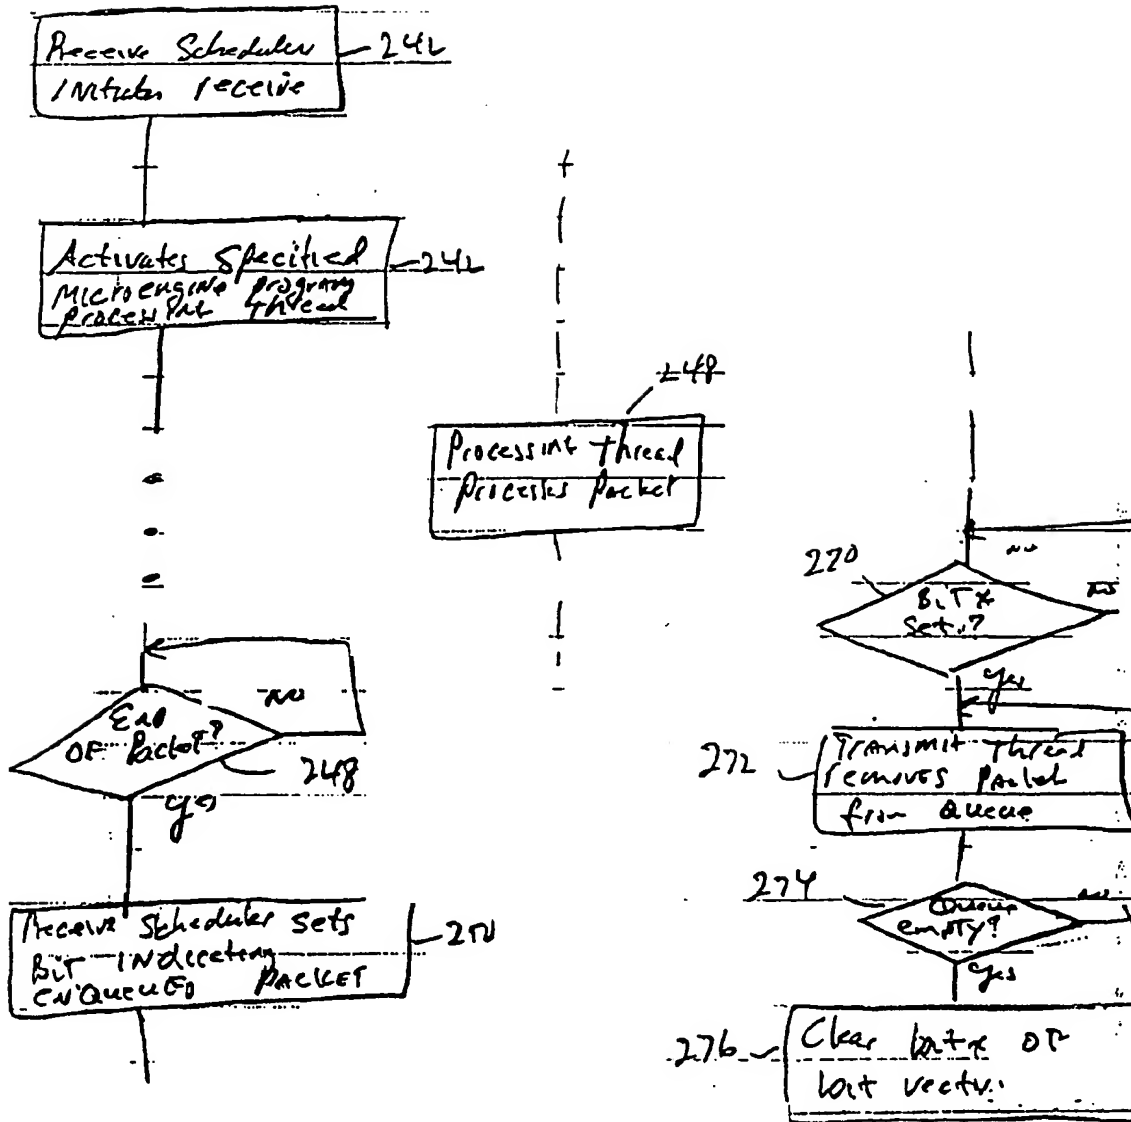 Receive Scheduler
Initiates receive
242
Activates Specified
Microengine program
processing thread
242
248
Processing thread
Processes Packet
End
OF Packet?
NO
248
yes
Receive Scheduler Sets
BIT INdicating
ENQUEUED PACKET
270
BIT x
Set?
NO
NO
yes
272
Transmit Thread
removes Packet
from Queue
274
Queue
empty?
NO
yes
276
Clear bit x OF
bit vector